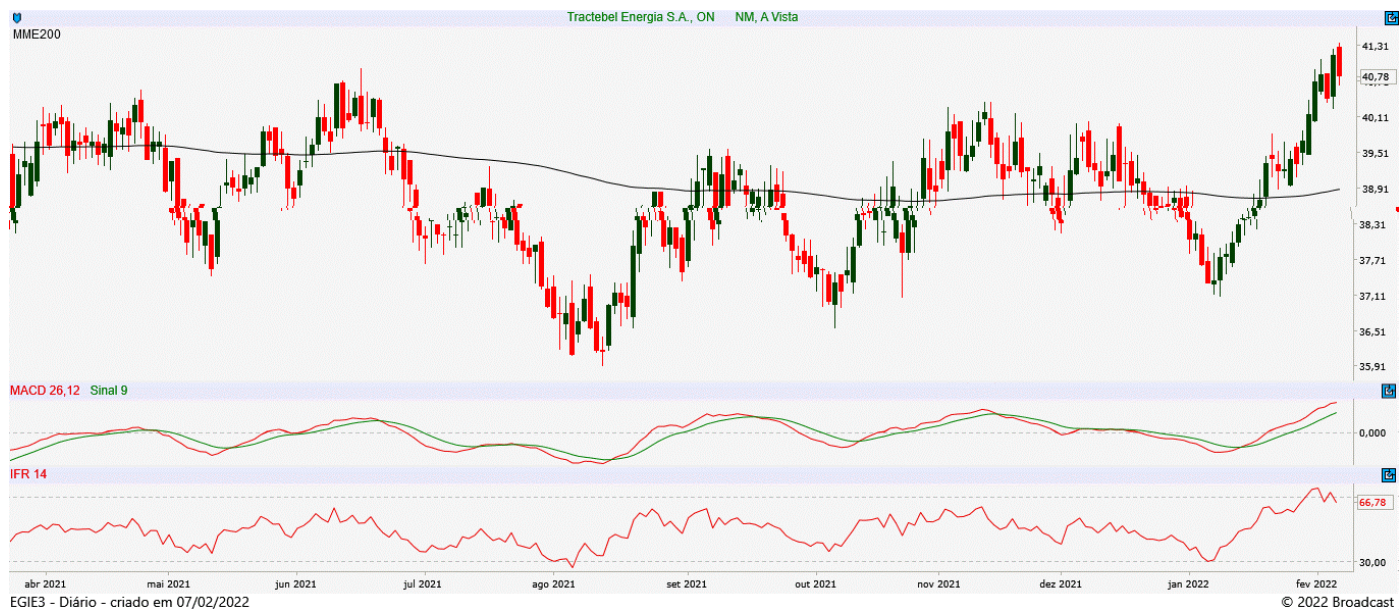 Tractebel Energia S.A., ON NM, A Vista
MME200
41,31
40,78
40,11
39,51
38,91
38,31
37,71
37,11
36,51
35,91
MACD 26,12 Sinal 9
0,000
IFR 14
66,78
30,00
abr 2021 mai 2021 jun 2021 jul 2021 ago 2021 set 2021 out 2021 nov 2021 dez 2021 jan 2022 fev 2022
EGIE3 - Diário - criado em 07/02/2022 © 2022 Broadcast